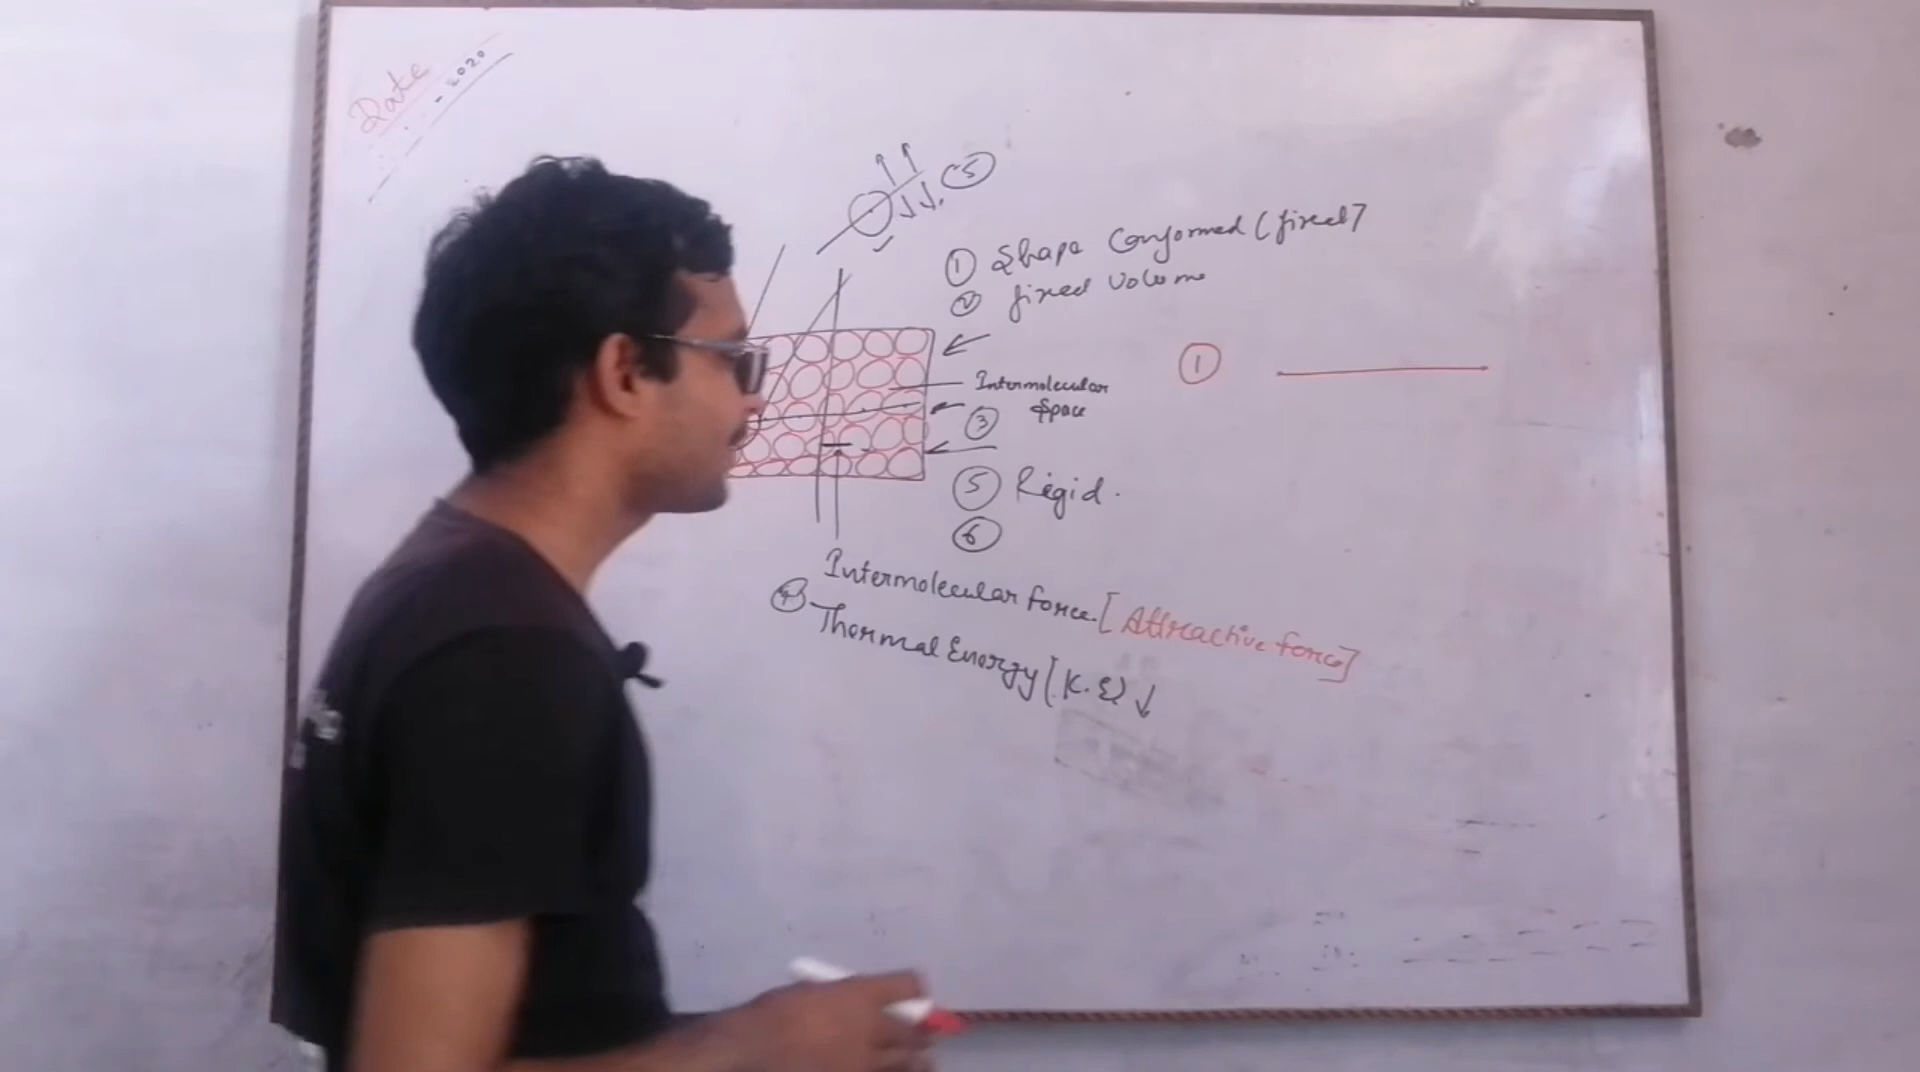 Date
- 2020
5
① Shape Conformed (fixed)
② fixed Volume
Intermolecular
Space
③
①
⑤ Rigid.
⑥
Intermolecular force. [Attractive force]
④ Thermal Energy [K.E) ↓